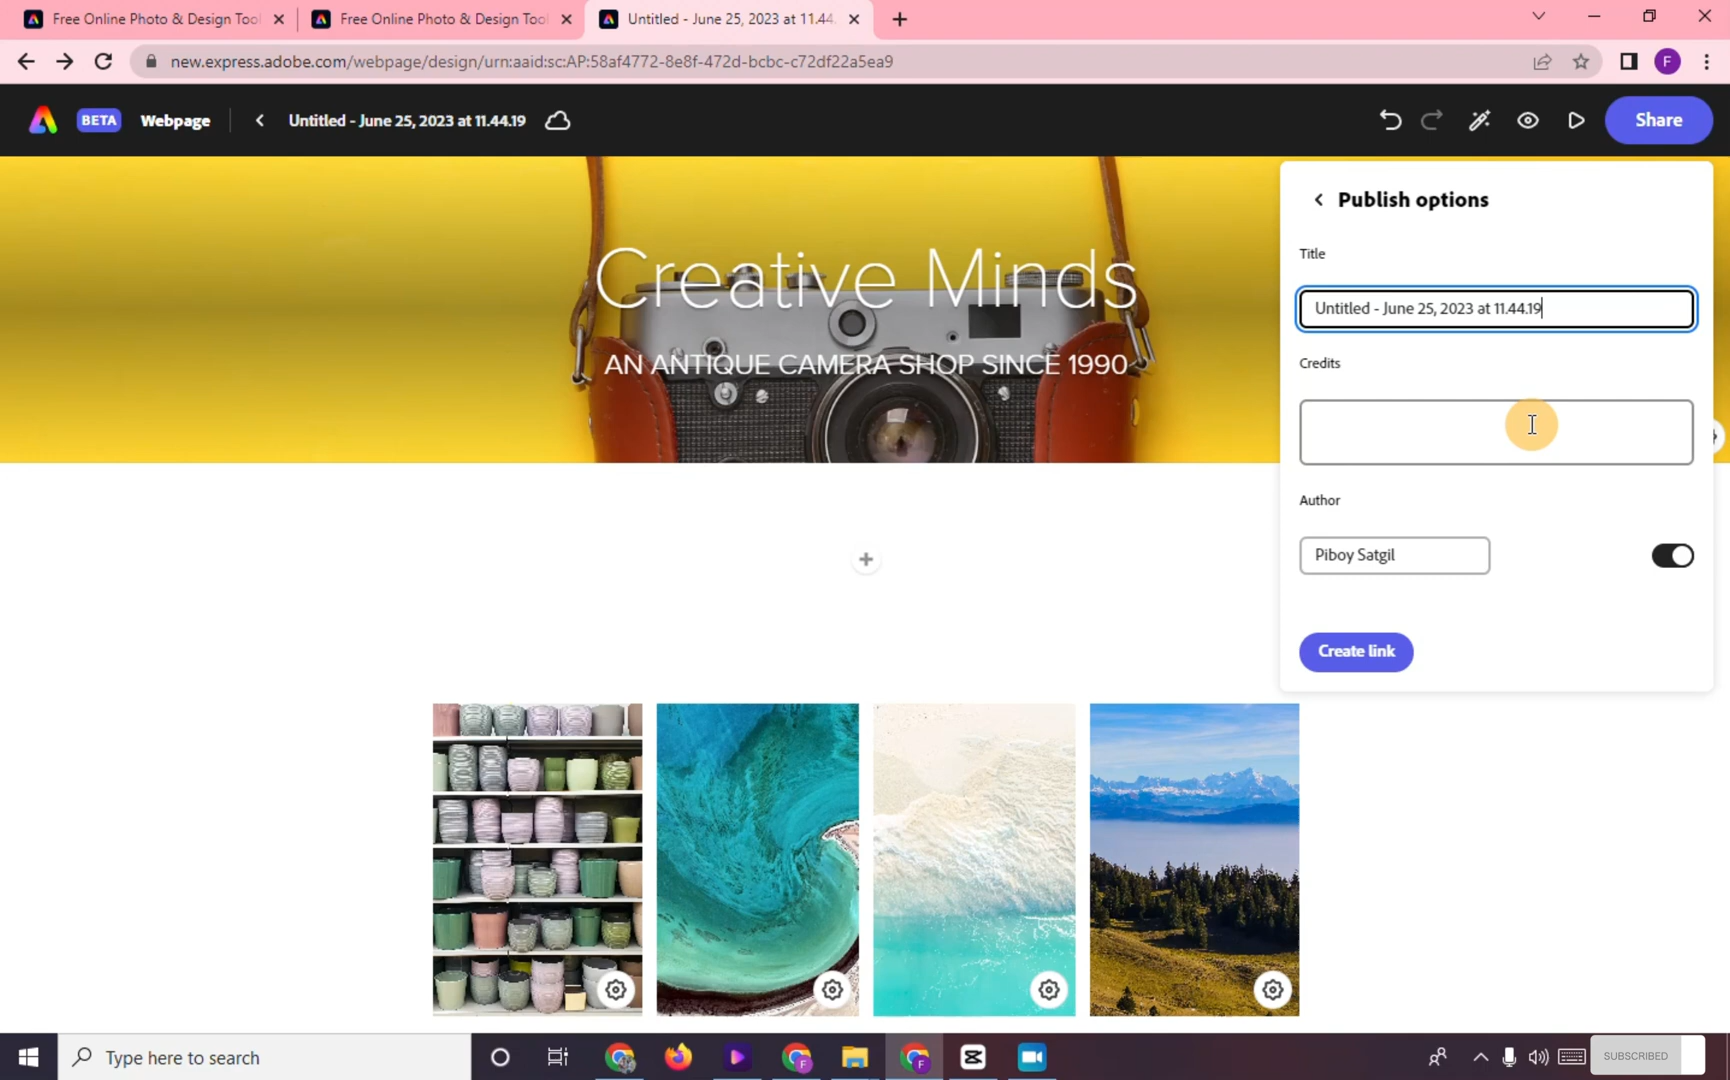 Free Online Photo & Design Tool
Free Online Photo & Design Tool
Untitled - June 25, 2023 at 11.44.
new.express.adobe.com/webpage/design/urn:aaid:sc:AP:58af4772-8e8f-472d-bcbc-c72df22a5ea9
F
BETA
Webpage
Untitled - June 25, 2023 at 11.44.19
Share
Creative Minds
AN ANTIQUE CAMERA SHOP SINCE 1990
Publish options
Title
Untitled - June 25, 2023 at 11.44.19
Credits
Author
Piboy Satgil
Create link
Type here to search
F
F
SUBSCRIBED